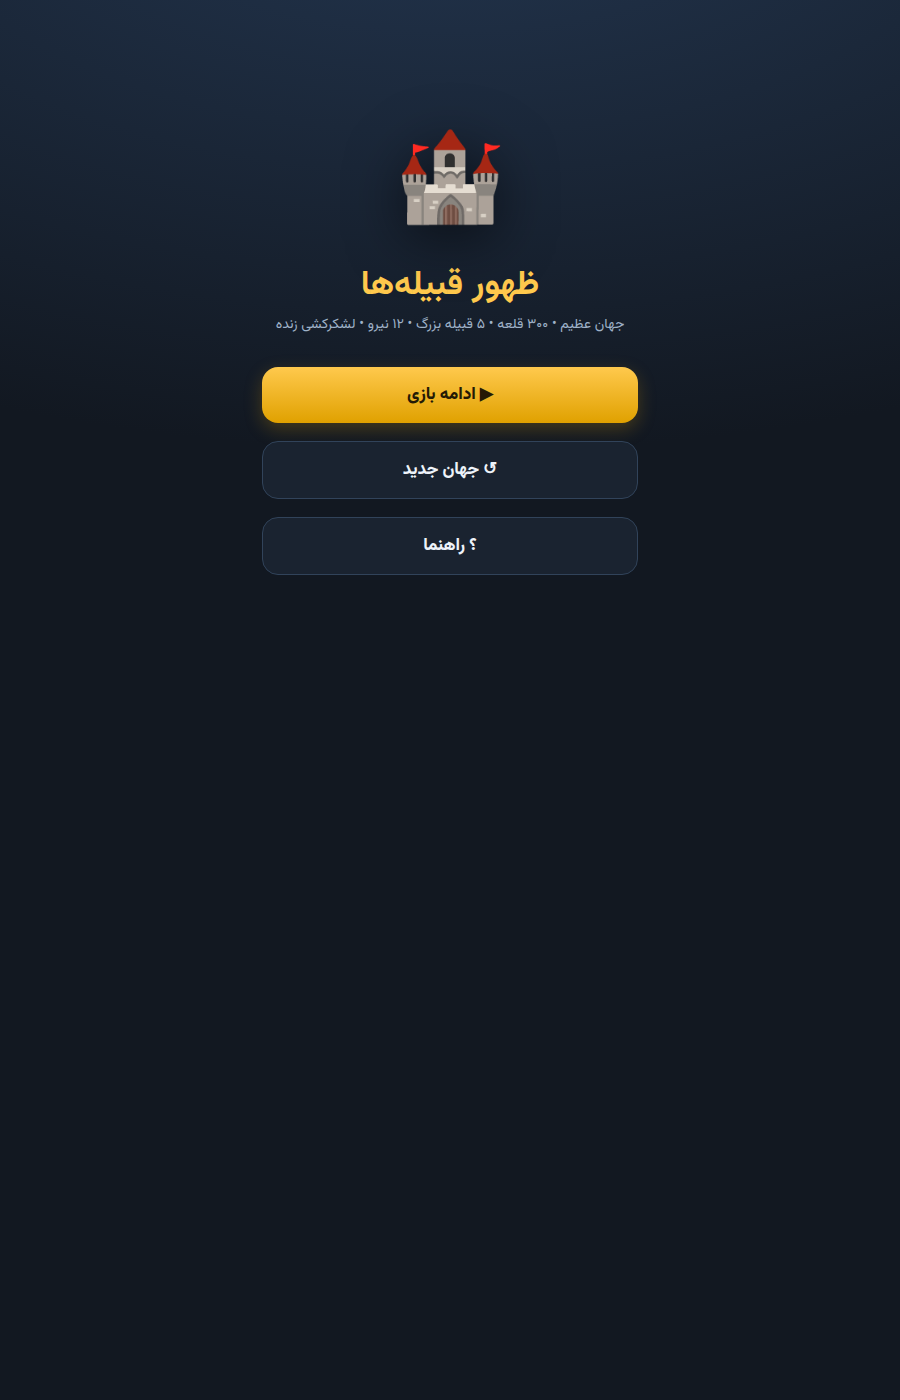 ظهور قبیله‌ها
جهان عظیم • ۳۰۰ قلعه • ۵ قبیله بزرگ • ۱۲ نیرو • لشکرکشی زنده
▶ ادامه بازی
↺ جهان جدید
؟ راهنما